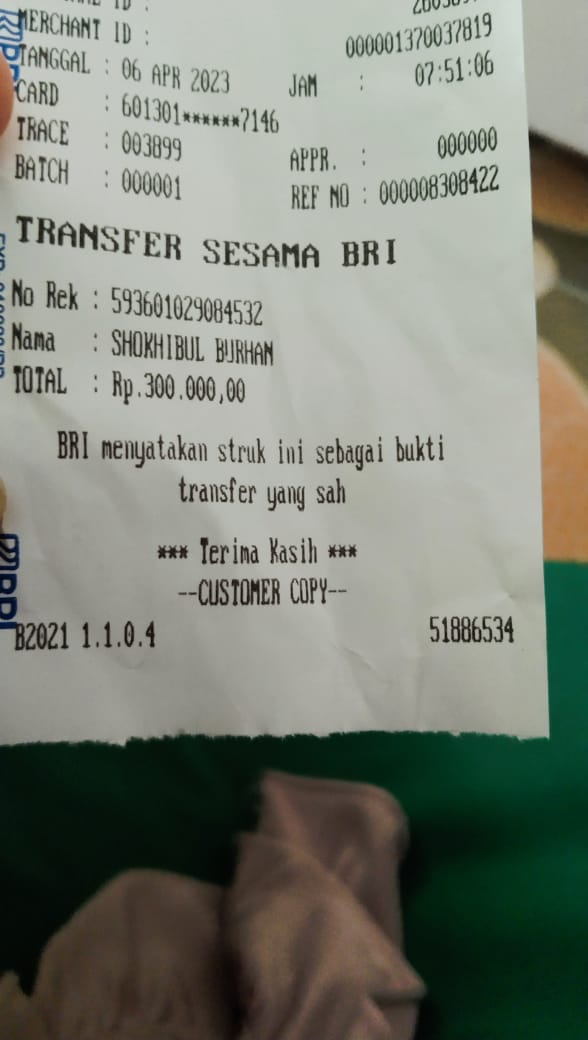 MERCHANT ID : 000001370037819
TANGGAL : 06 APR 2023 JAM : 07:51:06
CARD : 601301******7146
TRACE : 003899 APPR. : 000000
BATCH : 000001 REF NO : 000008308422
TRANSFER SESAMA BRI
No Rek : 593601029084532
Nama : SHOKHIBUL BURHAN
TOTAL : Rp.300.000,00
BRI menyatakan struk ini sebagai bukti
transfer yang sah
*** Terima Kasih ***
--CUSTOMER COPY--
B2021 1.1.0.4 51886534
BRI